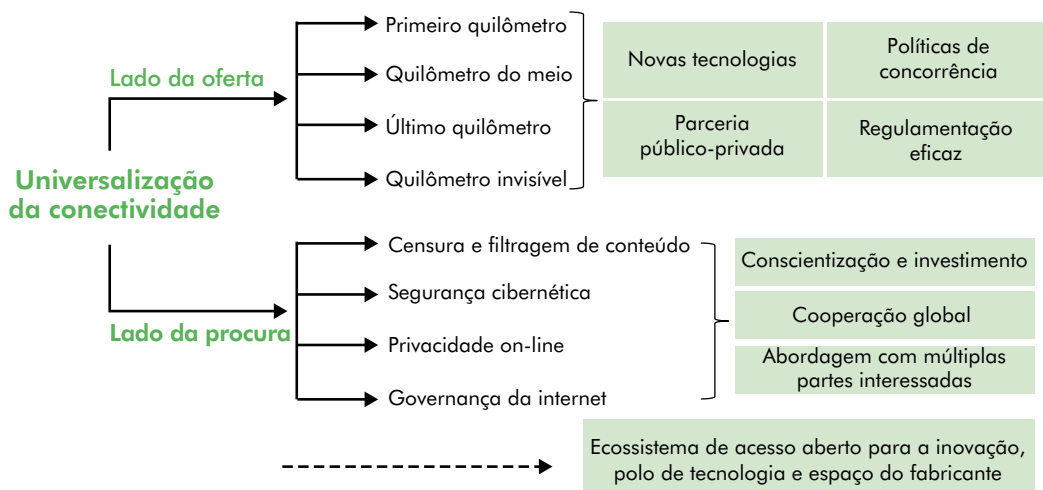 Universalização
da conectividade
Lado da oferta
Primeiro quilômetro
Quilômetro do meio
Último quilômetro
Quilômetro invisível
Novas tecnologias
Políticas de
concorrência
Parceria
público-privada
Regulamentação
eficaz
Lado da procura
Censura e filtragem de conteúdo
Segurança cibernética
Privacidade on-line
Governança da internet
Conscientização e investimento
Cooperação global
Abordagem com múltiplas
partes interessadas
Ecossistema de acesso aberto para a inovação,
polo de tecnologia e espaço do fabricante